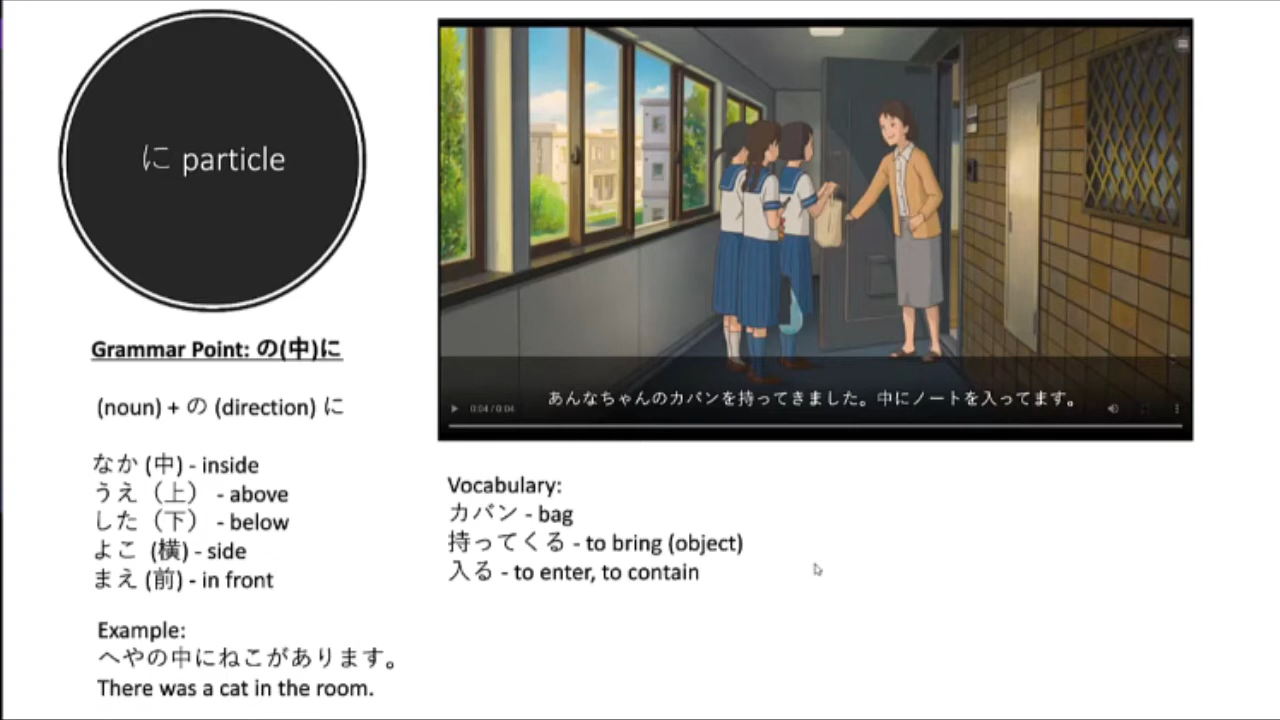 に particle
Grammar Point: の(中)に
(noun) + の (direction) に
なか (中) - inside
うえ（上） - above
した（下） - below
よこ (横) - side
まえ (前) - in front
Example:
へやの中にねこがあります。
There was a cat in the room.
あんなちゃんのカバンを持ってきました。中にノートを入ってます。
0:04 / 0:04
Vocabulary:
カバン - bag
持ってくる - to bring (object)
入る - to enter, to contain